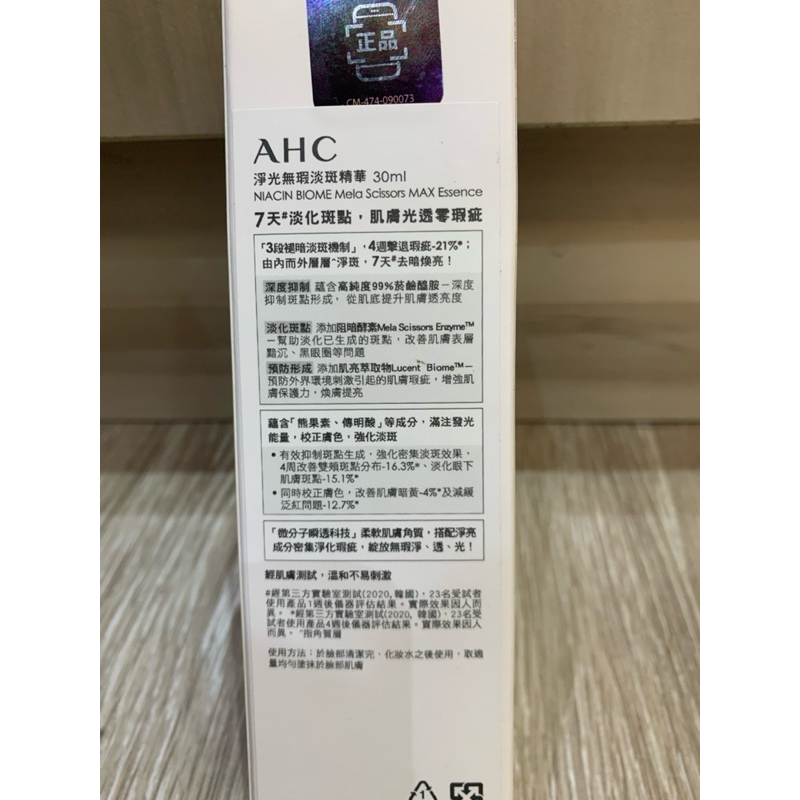 正品
CM-474-090073
AHC
淨光無瑕淡斑精華 30ml
NIACIN BIOME Mela Scissors MAX Essence
7天#淡化斑點，肌膚光透零瑕疵
「3段褪暗淡斑機制」，4週擊退瑕疵-21%*；
由內而外層層^淨斑，7天#去暗煥亮！
深度抑制 蘊含高純度99%菸鹼醯胺－深度
抑制斑點形成， 從肌底提升肌膚透亮度
淡化斑點 添加阻暗酵素Mela Scissors Enzyme™
－幫助淡化已生成的斑點，改善肌膚表層
黯沉、黑眼圈等問題
預防形成 添加肌亮萃取物Lucent Biome™－
預防外界環境刺激引起的肌膚瑕疵，增強肌
膚保護力，煥膚提亮
蘊含「熊果素、傳明酸」等成分，滿注發光
能量，校正膚色，強化淡斑
• 有效抑制斑點生成，強化密集淡斑效果，
4周改善雙頰斑點分布-16.3%*、淡化眼下
肌膚斑點-15.1%*
• 同時校正膚色，改善肌膚暗黃-4%*及減緩
泛紅問題-12.7%*
「微分子瞬透科技」柔軟肌膚角質，搭配淨亮
成分密集淨化瑕疵，綻放無瑕淨、透、光！
經肌膚測試，溫和不易刺激
#經第三方實驗室測試(2020, 韓國)，23名受試者
使用產品1週後儀器評估結果。實際效果因人而
異。 *經第三方實驗室測試(2020, 韓國)，23名受
試者使用產品4週後儀器評估結果。實際效果因人
而異。 ^指角質層
使用方法：於臉部清潔完，化妝水之後使用，取適
量均勻塗抹於臉部肌膚
1